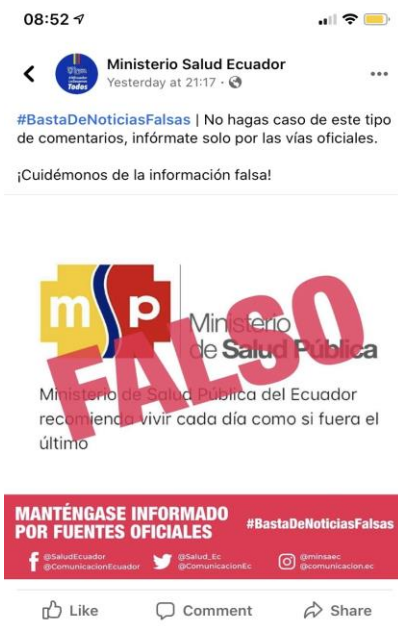 08:52
Ministerio Salud Ecuador
Yesterday at 21:17 ·
#BastaDeNoticiasFalsas | No hagas caso de este tipo
de comentarios, infórmate solo por las vías oficiales.
¡Cuidémonos de la información falsa!
msp
Ministerio
de Salud Pública
FALSO
Ministerio de Salud Pública del Ecuador
recomienda vivir cada día como si fuera el
último
MANTÉNGASE INFORMADO
POR FUENTES OFICIALES
#BastaDeNoticiasFalsas
@SaludEcuador
@ComunicacionEcuador
@Salud_Ec
@ComunicacionEc
@minsaec
@comunicacion.ec
Like
Comment
Share